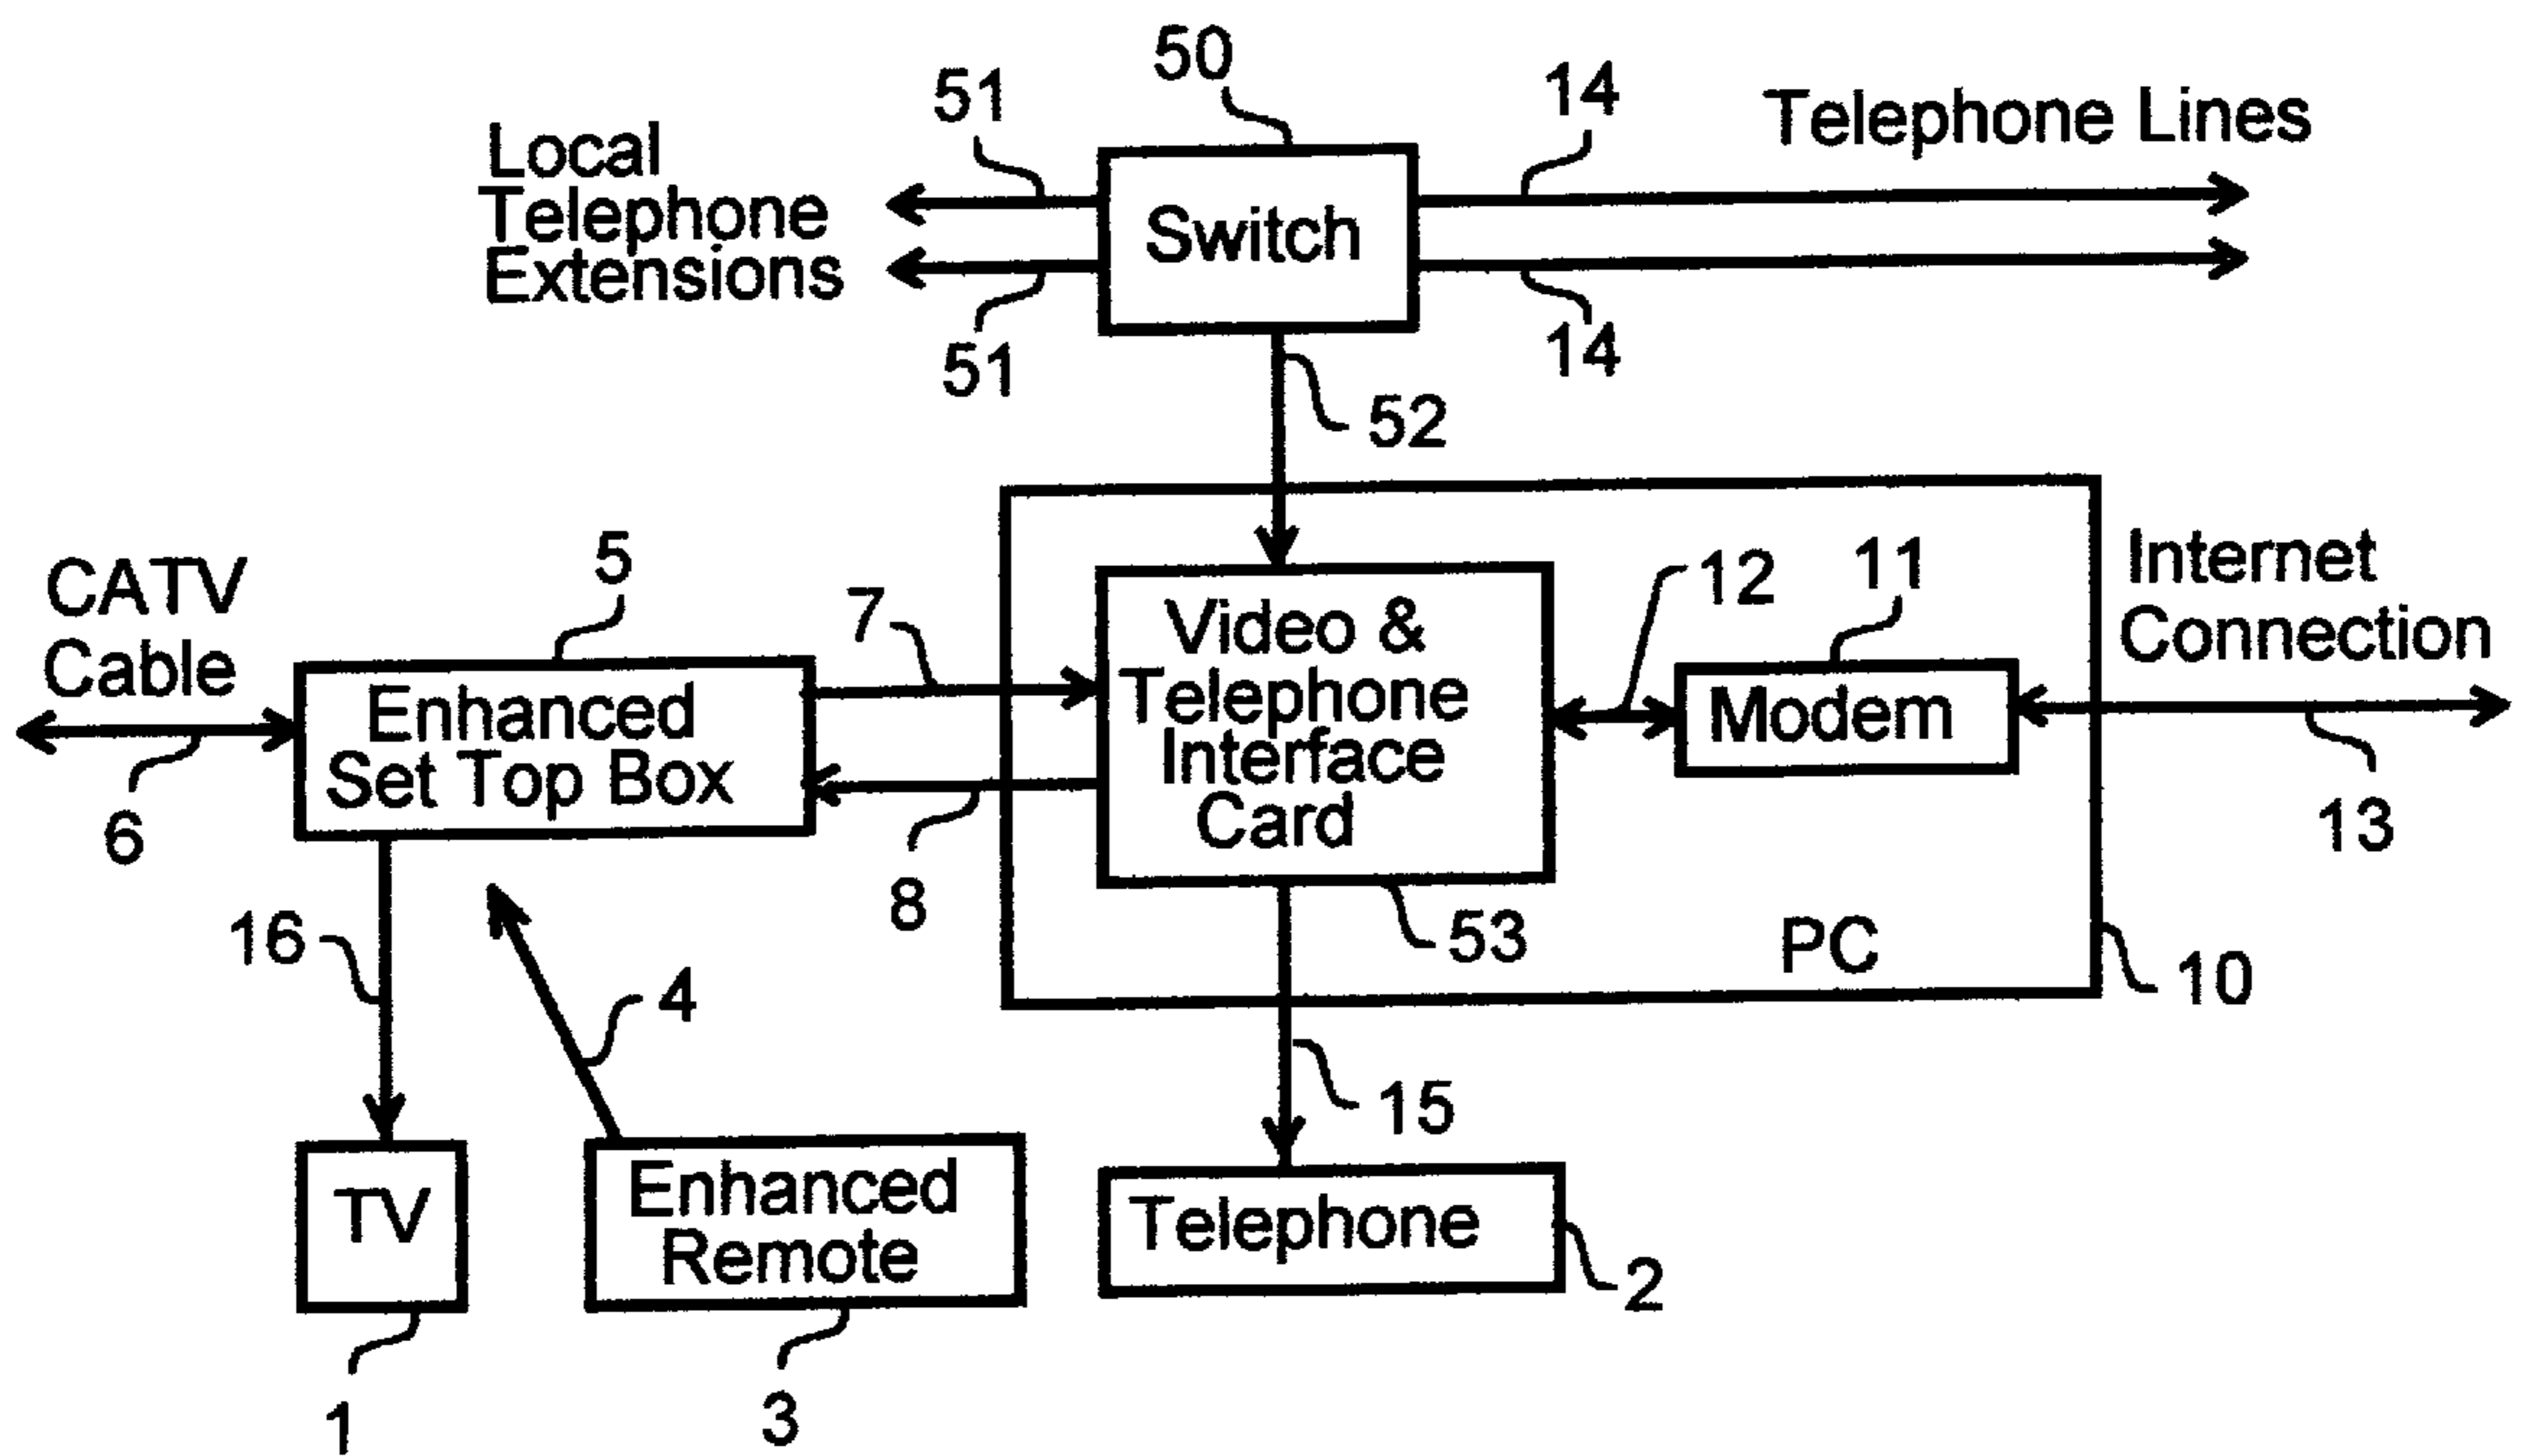 50
51
14
Telephone Lines
Local
Telephone
Extensions
Switch
51
14
52
CATV
Cable
5
7
12
11
Internet
Connection
Enhanced
Set Top Box
Video &
Telephone
Interface
Card
Modem
6
8
53
PC
13
10
16
4
15
TV
Enhanced
Remote
Telephone
2
1
3